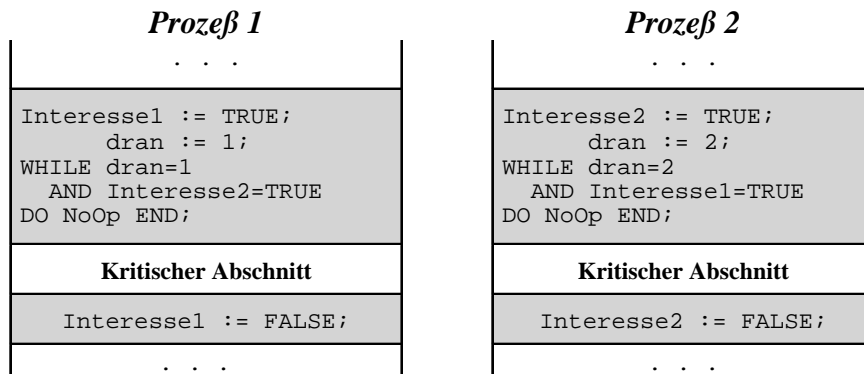 Prozeß 1
. . .
Interesse1 := TRUE;
dran := 1;
WHILE dran=1
AND Interesse2=TRUE
DO NoOp END;
Kritischer Abschnitt
Interesse1 := FALSE;
. . .
Prozeß 2
. . .
Interesse2 := TRUE;
dran := 2;
WHILE dran=2
AND Interesse1=TRUE
DO NoOp END;
Kritischer Abschnitt
Interesse2 := FALSE;
. . .